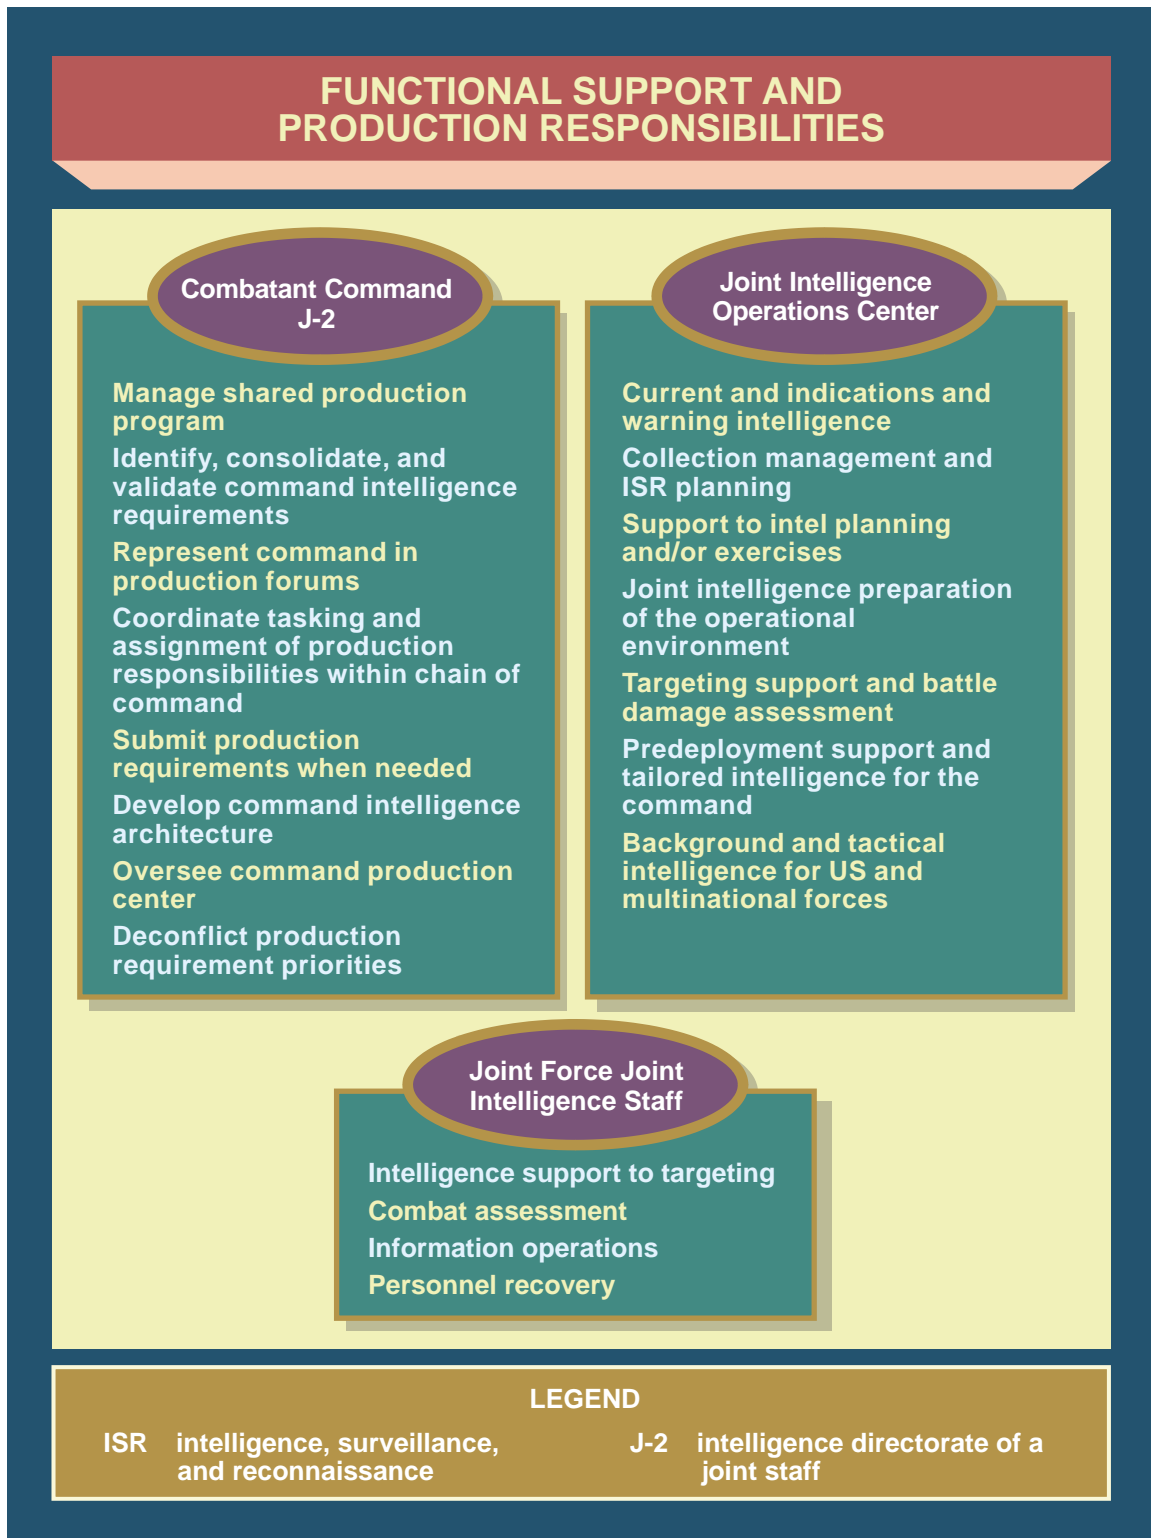 FUNCTIONAL SUPPORT AND
PRODUCTION RESPONSIBILITIES
Combatant Command
J-2
Manage shared production
program
Identify, consolidate, and
validate command intelligence
requirements
Represent command in
production forums
Coordinate tasking and
assignment of production
responsibilities within chain of
command
Submit production
requirements when needed
Develop command intelligence
architecture
Oversee command production
center
Deconflict production
requirement priorities
Joint Intelligence
Operations Center
Current and indications and
warning intelligence
Collection management and
ISR planning
Support to intel planning
and/or exercises
Joint intelligence preparation
of the operational
environment
Targeting support and battle
damage assessment
Predeployment support and
tailored intelligence for the
command
Background and tactical
intelligence for US and
multinational forces
Joint Force Joint
Intelligence Staff
Intelligence support to targeting
Combat assessment
Information operations
Personnel recovery
LEGEND
ISR intelligence, surveillance,
and reconnaissance
J-2 intelligence directorate of a
joint staff